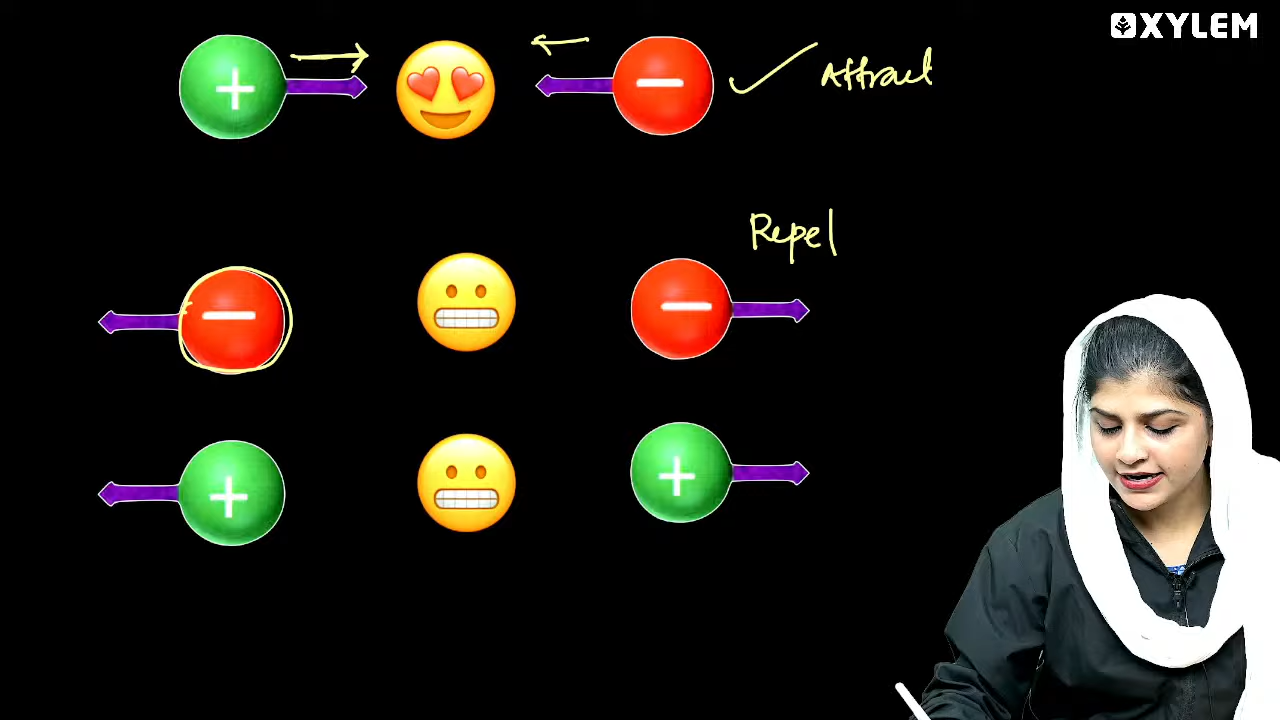 XYLEM
+ − Attract
Repel
− −
+ +